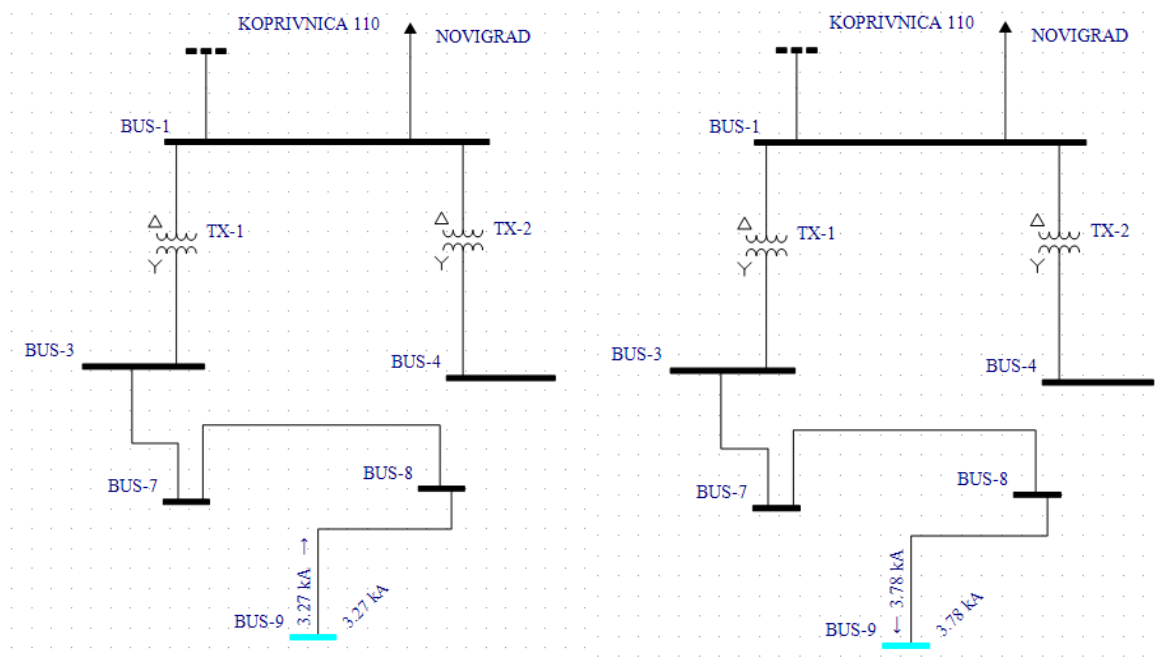 KOPRIVNICA 110
NOVIGRAD
BUS-1
TX-1
TX-2
BUS-3
BUS-4
BUS-7
BUS-8
3.27 kA →
3.27 kA
BUS-9
KOPRIVNICA 110
NOVIGRAD
BUS-1
TX-1
TX-2
BUS-3
BUS-4
BUS-7
BUS-8
← 3.78 kA
3.78 kA
BUS-9